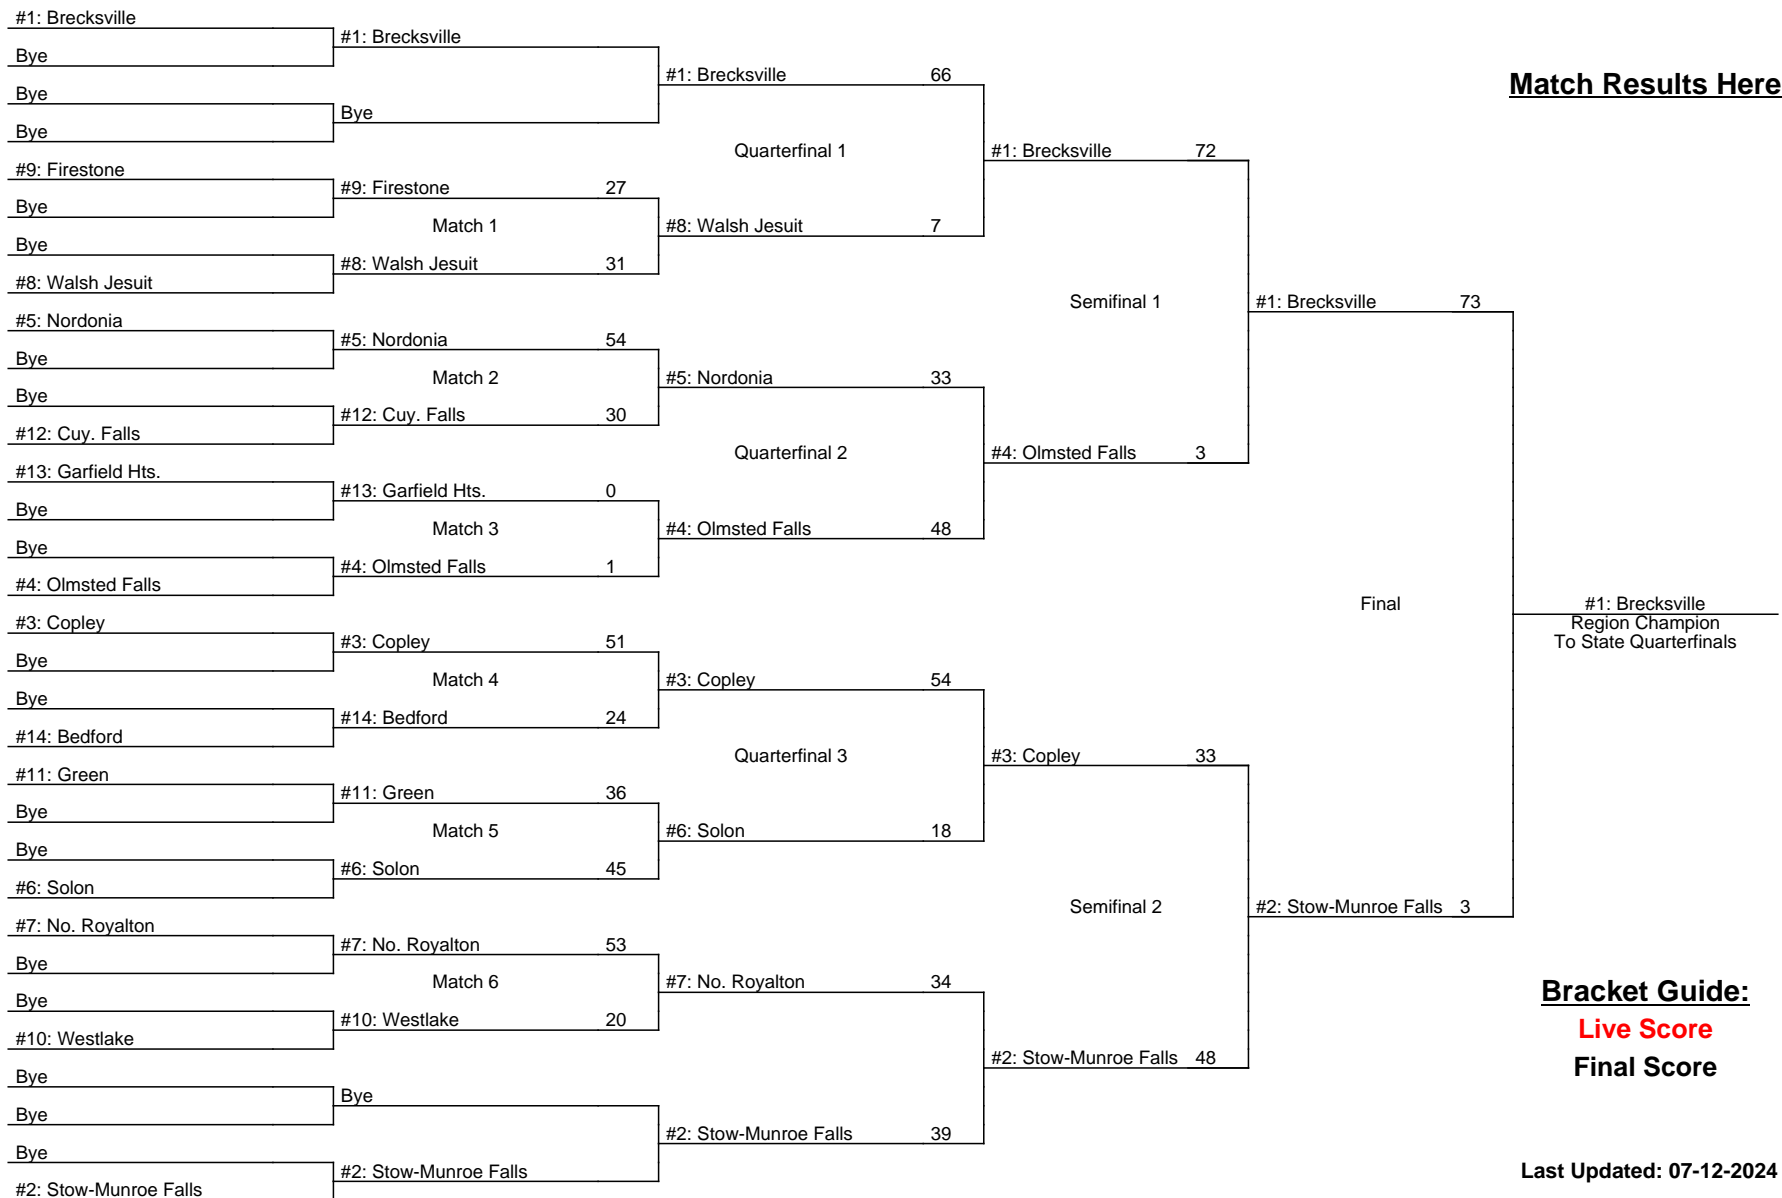 #1: Brecksville
Bye
Bye
Bye
#9: Firestone
Bye
Bye
#8: Walsh Jesuit
#5: Nordonia
Bye
Bye
#12: Cuy. Falls
#13: Garfield Hts.
Bye
Bye
#4: Olmsted Falls
#3: Copley
Bye
Bye
#14: Bedford
#11: Green
Bye
Bye
#6: Solon
#7: No. Royalton
Bye
Bye
#10: Westlake
Bye
Bye
Bye
#2: Stow-Munroe Falls
#1: Brecksville
Bye
#9: Firestone 27
Match 1
#8: Walsh Jesuit 31
#5: Nordonia 54
Match 2
#12: Cuy. Falls 30
#13: Garfield Hts. 0
Match 3
#4: Olmsted Falls 1
#3: Copley 51
Match 4
#14: Bedford 24
#11: Green 36
Match 5
#6: Solon 45
#7: No. Royalton 53
Match 6
#10: Westlake 20
Bye
#2: Stow-Munroe Falls
#1: Brecksville 66
Quarterfinal 1
#8: Walsh Jesuit 7
#5: Nordonia 33
Quarterfinal 2
#4: Olmsted Falls 48
#3: Copley 54
Quarterfinal 3
#6: Solon 18
#7: No. Royalton 34
#2: Stow-Munroe Falls 39
#1: Brecksville 72
Semifinal 1
#4: Olmsted Falls 3
#3: Copley 33
Semifinal 2
#2: Stow-Munroe Falls 48
#1: Brecksville 73
Final
#2: Stow-Munroe Falls 3
#1: Brecksville
Region Champion
To State Quarterfinals
Match Results Here
Bracket Guide:
Live Score
Final Score
Last Updated: 07-12-2024